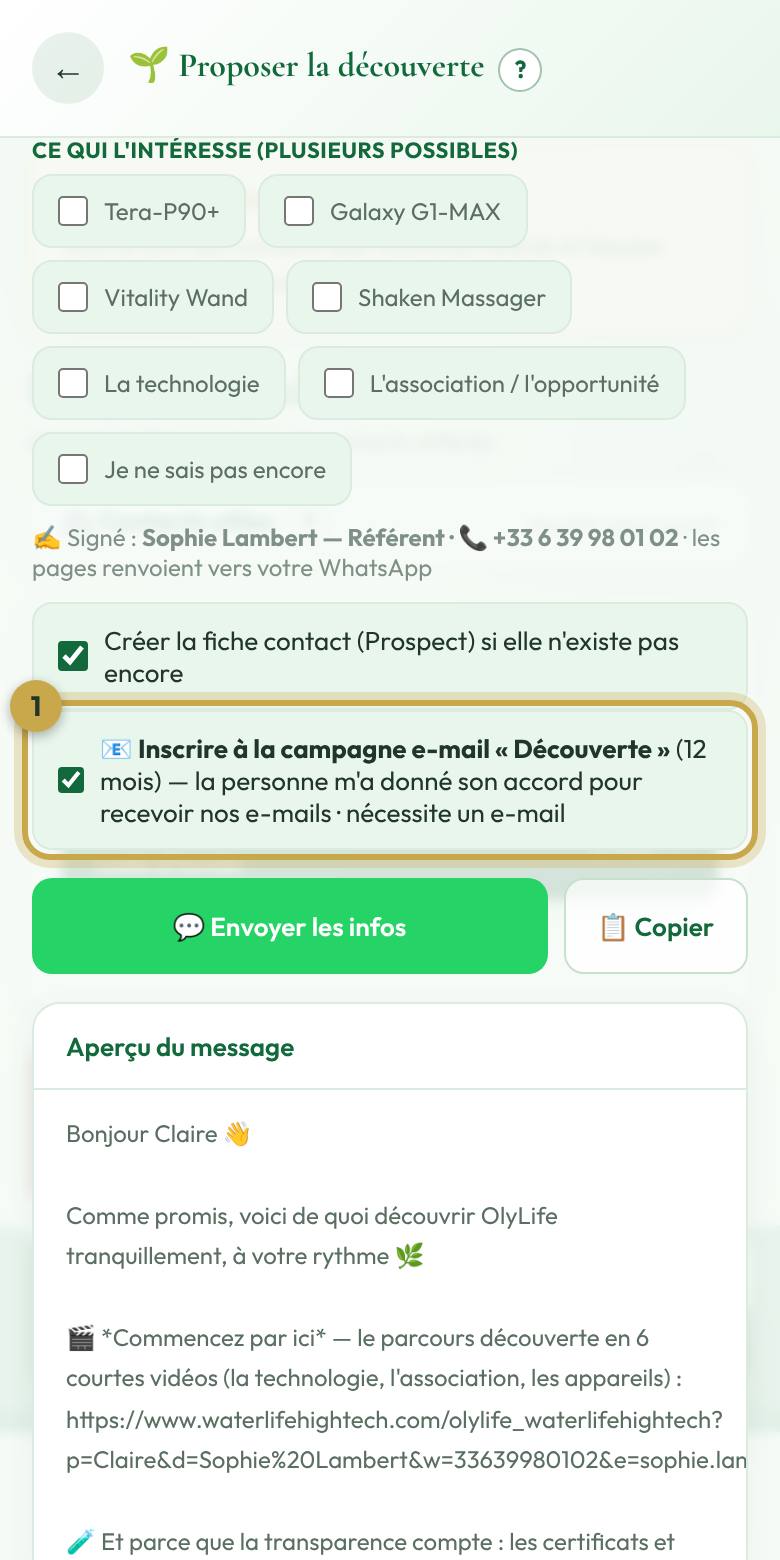 ← 🌱 Proposer la découverte ?
CE QUI L'INTÉRESSE (PLUSIEURS POSSIBLES)
Tera-P90+ Galaxy G1-MAX
Vitality Wand Shaken Massager
La technologie L'association / l'opportunité
Je ne sais pas encore
✍️ Signé : Sophie Lambert — Référent · 📞 +33 6 39 98 01 02 · les
pages renvoient vers votre WhatsApp
Créer la fiche contact (Prospect) si elle n'existe pas
encore
1
📧 Inscrire à la campagne e-mail « Découverte » (12
mois) — la personne m'a donné son accord pour
recevoir nos e-mails · nécessite un e-mail
💬 Envoyer les infos 📋 Copier
Aperçu du message
Bonjour Claire 👋
Comme promis, voici de quoi découvrir OlyLife
tranquillement, à votre rythme 🌿
🎬 *Commencez par ici* — le parcours découverte en 6
courtes vidéos (la technologie, l'association, les appareils) :
https://www.waterlifehightech.com/olylife_waterlifehightech?
p=Claire&d=Sophie%20Lambert&w=33639980102&e=sophie.lan
🧪 Et parce que la transparence compte : les certificats et